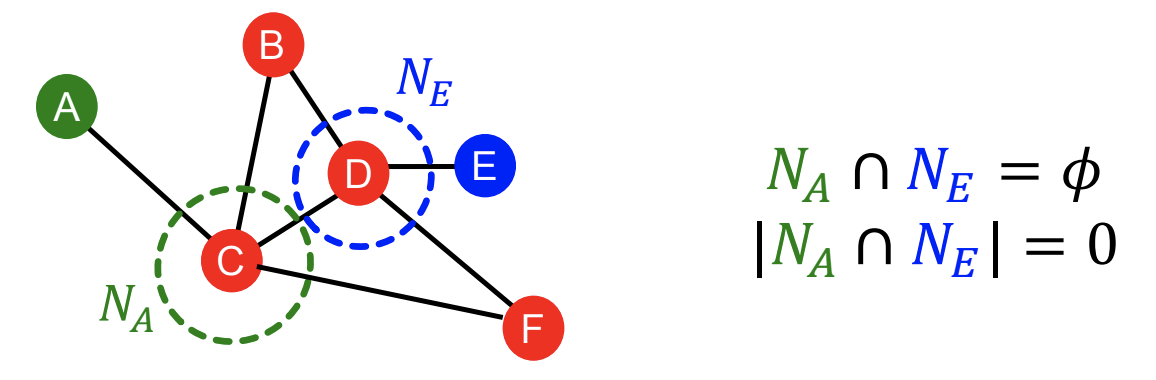 B
N_E
A
D
E
C
N_A
F
N_A ∩ N_E = ϕ
|N_A ∩ N_E| = 0